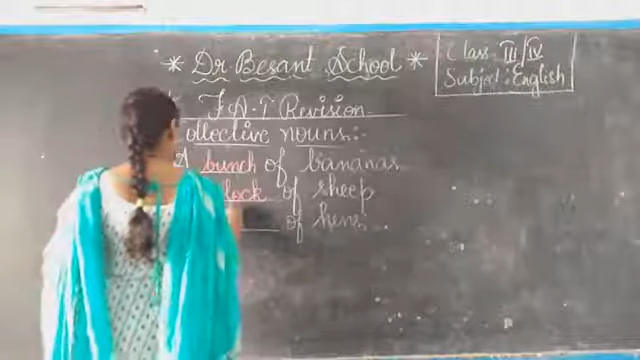 * Dr Besant School *
Class III/IV
Subject: English
F.A-1 Revision
ollective nouns:-
A bunch of bananas
lock of sheep
of hens